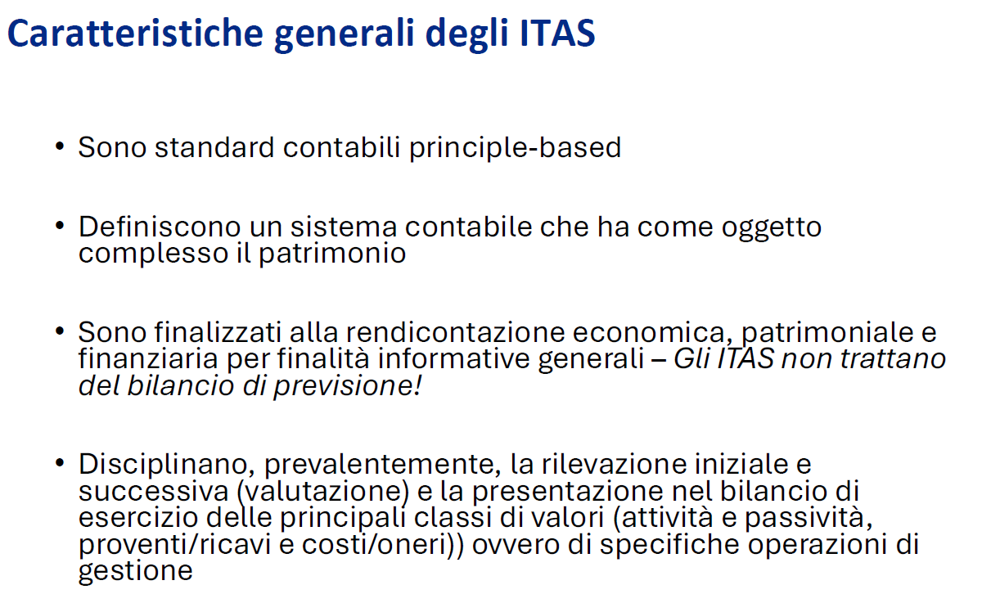 Caratteristiche generali degli ITAS
• Sono standard contabili principle-based
• Definiscono un sistema contabile che ha come oggetto
complesso il patrimonio
• Sono finalizzati alla rendicontazione economica, patrimoniale e
finanziaria per finalità informative generali – Gli ITAS non trattano
del bilancio di previsione!
• Disciplinano, prevalentemente, la rilevazione iniziale e
successiva (valutazione) e la presentazione nel bilancio di
esercizio delle principali classi di valori (attività e passività,
proventi/ricavi e costi/oneri)) ovvero di specifiche operazioni di
gestione